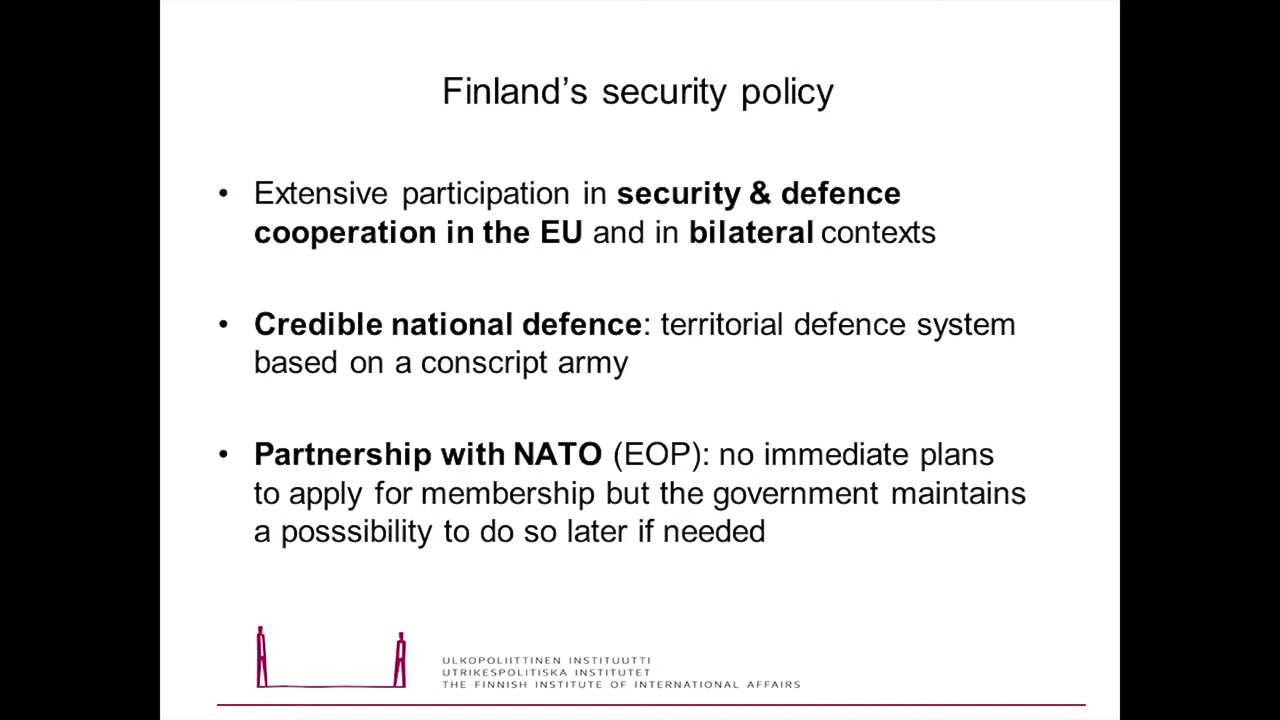 Finland's security policy
• Extensive participation in security & defence
cooperation in the EU and in bilateral contexts
• Credible national defence: territorial defence system
based on a conscript army
• Partnership with NATO (EOP): no immediate plans
to apply for membership but the government maintains
a posssibility to do so later if needed
ULKOPOLIITTINEN INSTITUUTTI
UTRIKESPOLITISKA INSTITUTET
THE FINNISH INSTITUTE OF INTERNATIONAL AFFAIRS